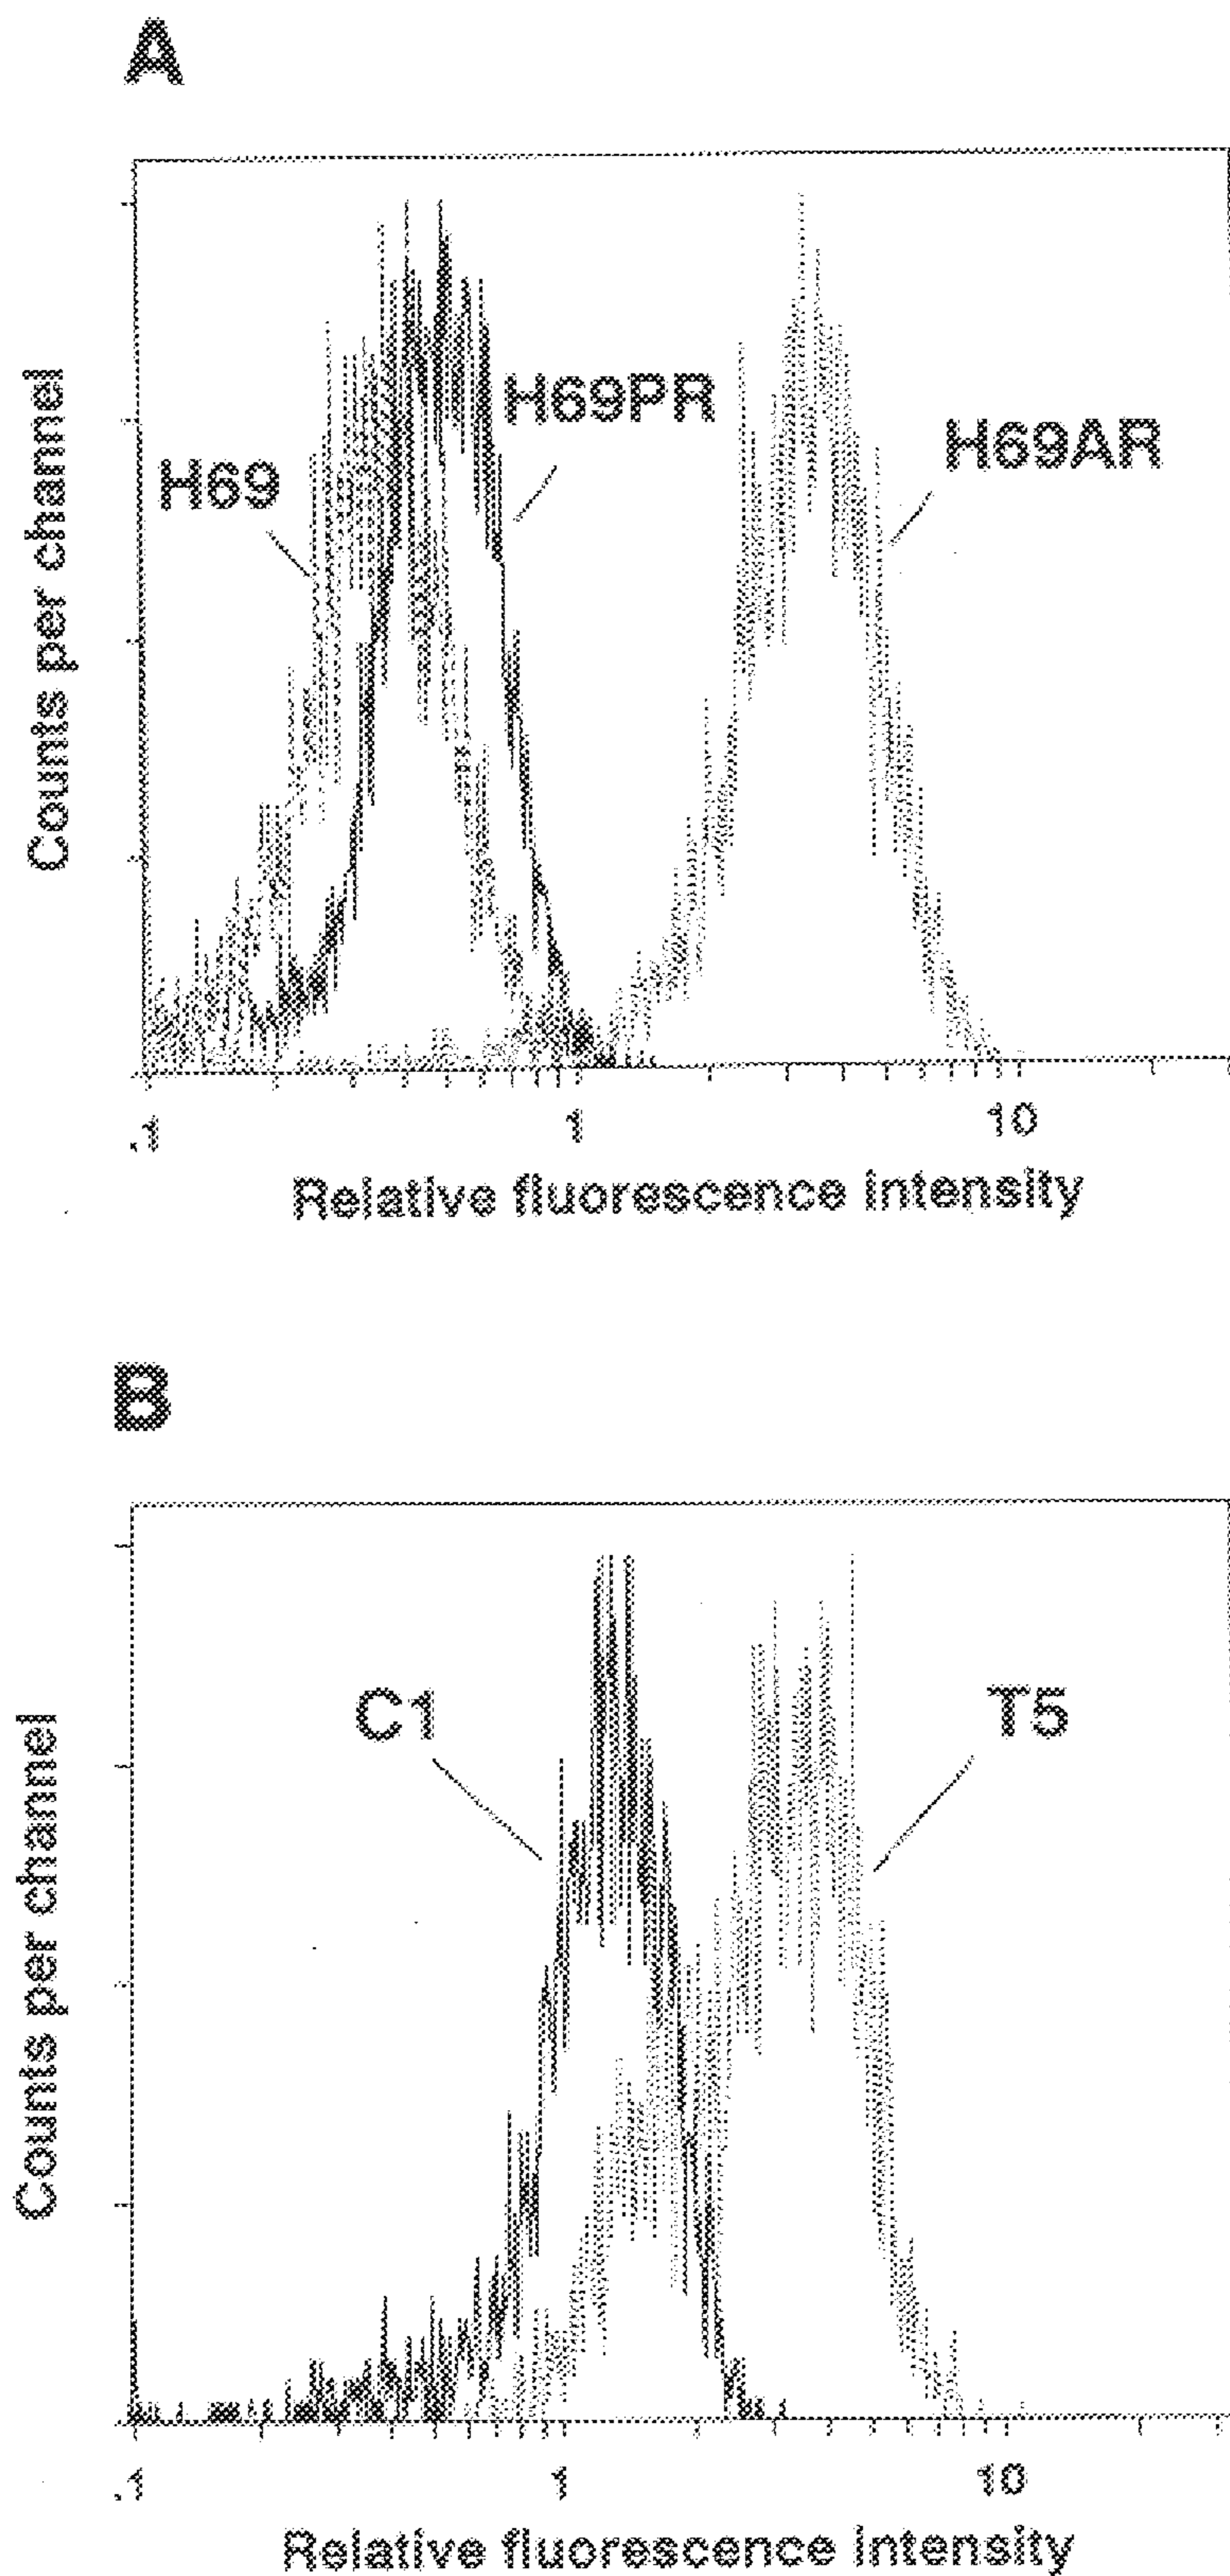 A
H69PR
H69AR
H69
Counts per channel
.1 1 10
Relative fluorescence intensity
B
C1 T5
Counts per channel
.1 1 10
Relative fluorescence intensity